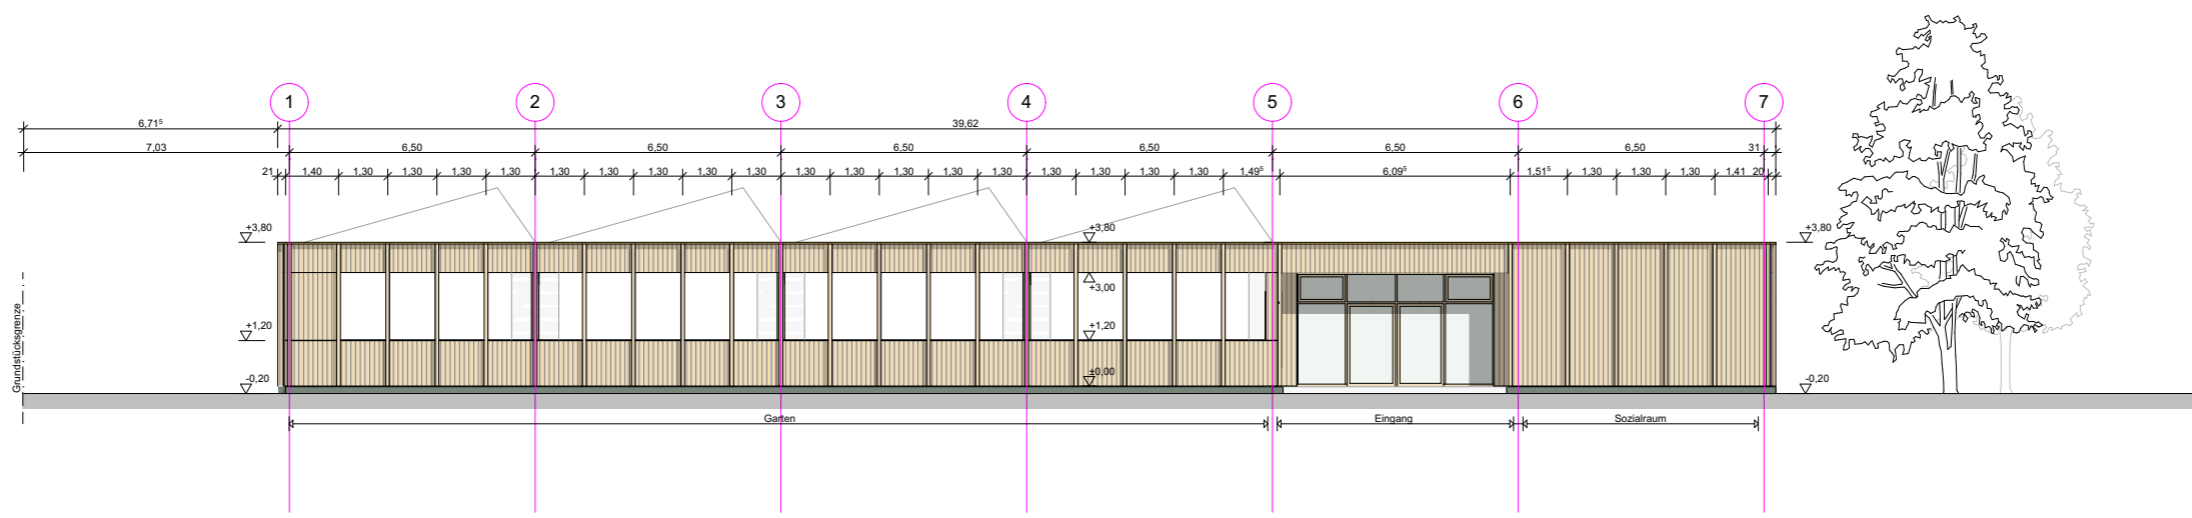 1 2 3 4 5 6 7
6,71⁵ 39,62
7,03 6,50 6,50 6,50 6,50 6,50 6,50 31
21 1,40 1,30 1,30 1,30 1,30 1,30 1,30 1,30 1,30 1,30 1,30 1,30 1,30 1,30 1,30 1,30 1,30 1,30 1,30 1,49⁵ 6,09⁵ 1,51⁵ 1,30 1,30 1,30 1,41 20
+3,80 +3,80 +3,80
+3,00
+1,20 +1,20
±0,00
-0,20 -0,20
Grundstücksgrenze
Garten Eingang Sozialraum